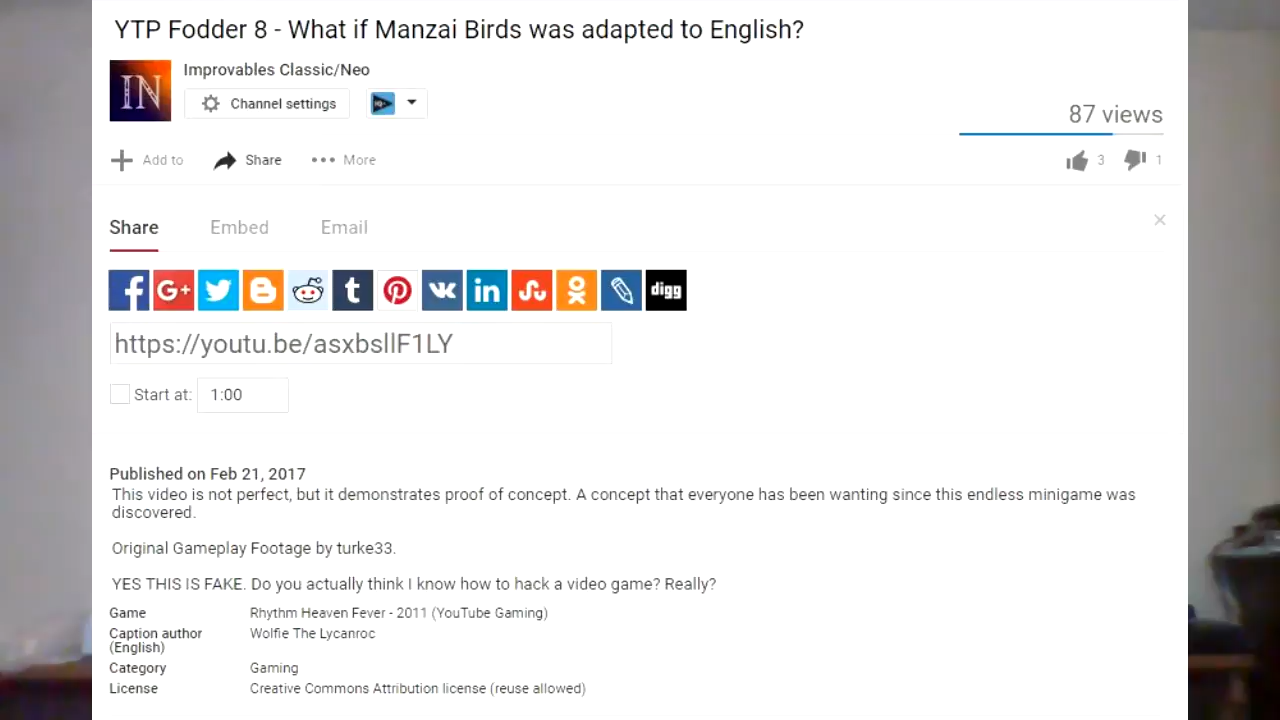 YTP Fodder 8 - What if Manzai Birds was adapted to English?
IN
Improvables Classic/Neo
Channel settings
87 views
Add to
Share
More
3
1
Share
Embed
Email
G+
t
in
digg
https://youtu.be/asxbsllF1LY
Start at:
1:00
Published on Feb 21, 2017
This video is not perfect, but it demonstrates proof of concept. A concept that everyone has been wanting since this endless minigame was
discovered.
Original Gameplay Footage by turke33.
YES THIS IS FAKE. Do you actually think I know how to hack a video game? Really?
Game Rhythm Heaven Fever - 2011 (YouTube Gaming)
Caption author Wolfie The Lycanroc
(English)
Category Gaming
License Creative Commons Attribution license (reuse allowed)